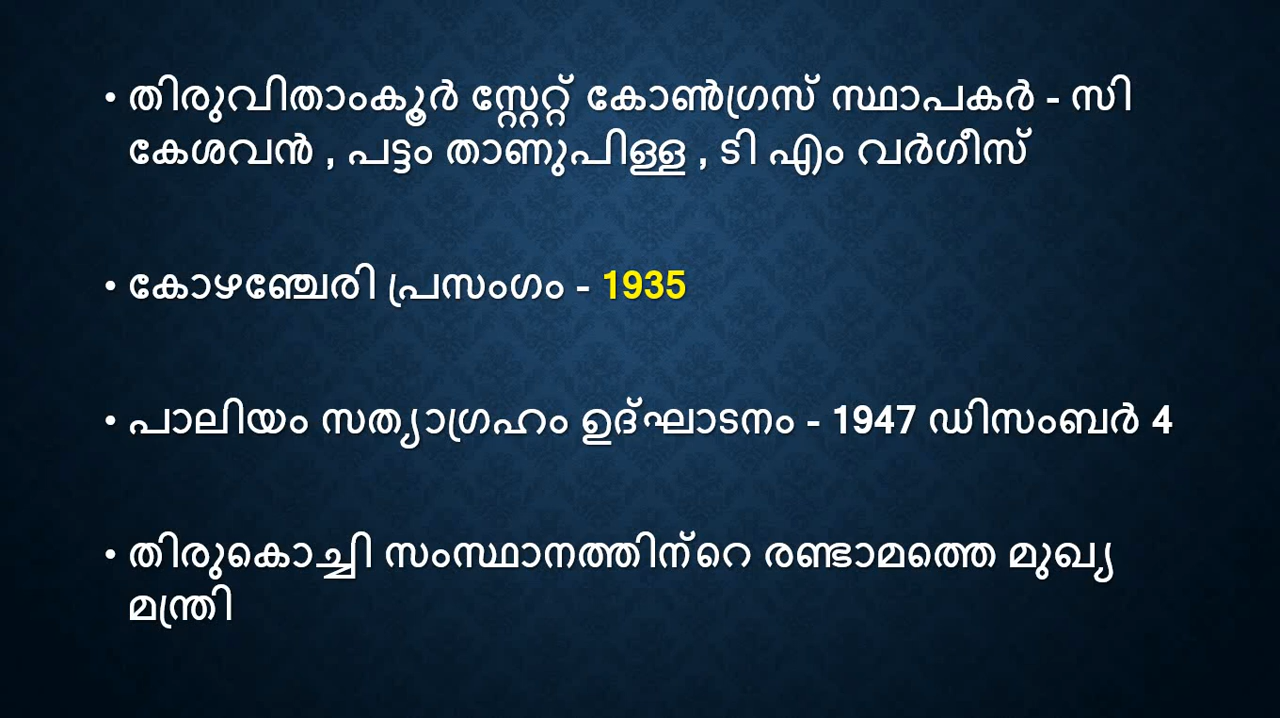 • തിരുവിതാംകൂർ സ്റ്റേറ്റ് കോൺഗ്രസ് സ്ഥാപകർ - സി
കേശവൻ , പട്ടം താണുപിള്ള , ടി എം വർഗീസ്
• കോഴഞ്ചേരി പ്രസംഗം - 1935
• പാലിയം സത്യാഗ്രഹം ഉദ്ഘാടനം - 1947 ഡിസംബർ 4
• തിരുകൊച്ചി സംസ്ഥാനത്തിന്റെ രണ്ടാമത്തെ മുഖ്യ
മന്ത്രി